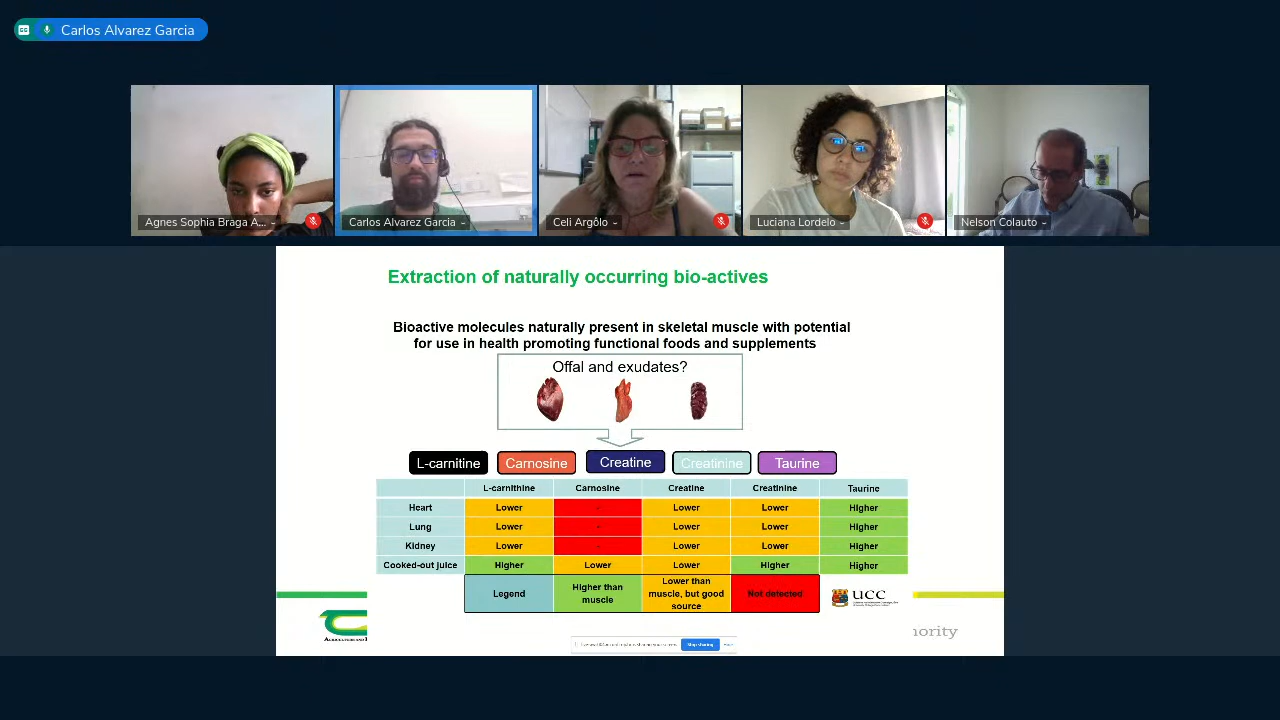 Carlos Alvarez Garcia
Agnes Sophia Braga A...
Carlos Alvarez Garcia
Celi Argôlo
Luciana Lordelo
Nelson Colauto
Extraction of naturally occurring bio-actives
Bioactive molecules naturally present in skeletal muscle with potential
for use in health promoting functional foods and supplements
Offal and exudates?
L-carnitine Carnosine Creatine Creatinine Taurine
L-carnithine Carnosine Creatine Creatinine Taurine
Heart Lower - Lower Lower Higher
Lung Lower - Lower Lower Higher
Kidney Lower - Lower Lower Higher
Cooked-out juice Higher Lower Lower Higher Higher
Legend
Higher than
muscle
Lower than
muscle, but good
source
Not detected
UCC
nority
Stop sharing